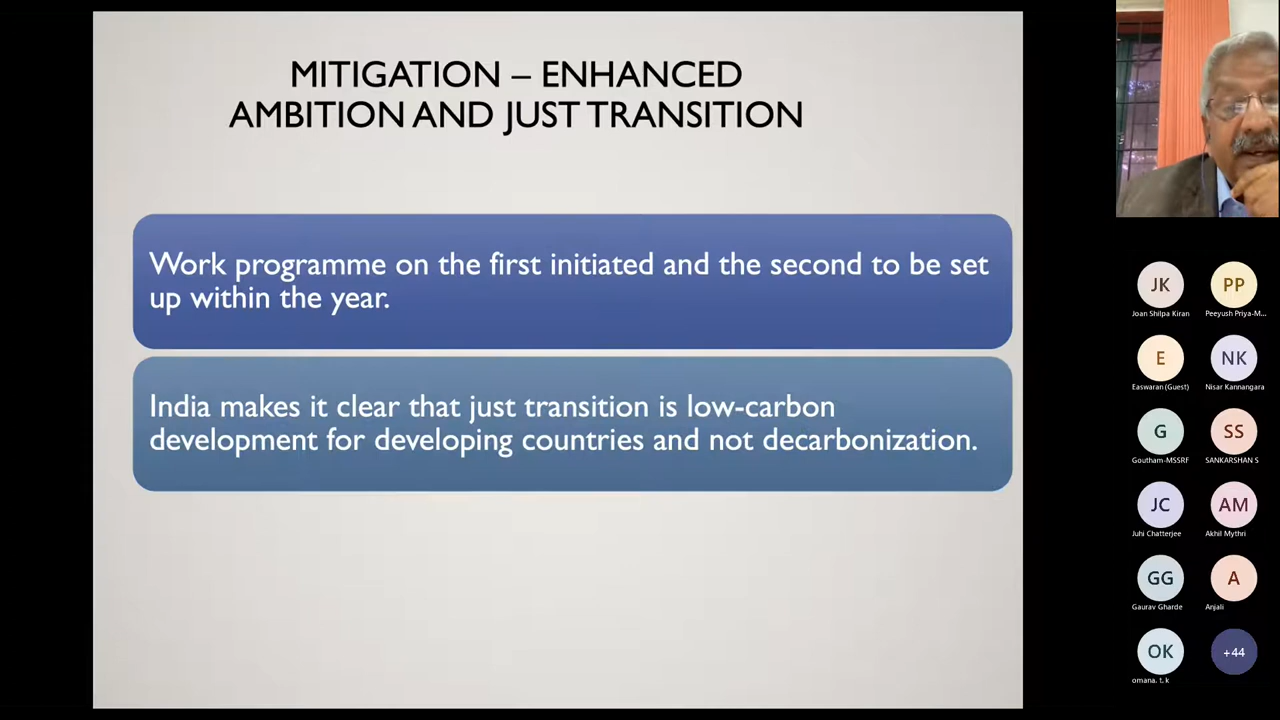 MITIGATION – ENHANCED
AMBITION AND JUST TRANSITION
Work programme on the first initiated and the second to be set
up within the year.
India makes it clear that just transition is low-carbon
development for developing countries and not decarbonization.
JK
PP
Joan Shilpa Kiran
Peeyush Priya-M...
E
NK
Easwaran (Guest)
Nisar Kannangara
G
SS
Goutham-MSSRF
SANKARSHAN S
JC
AM
Juhi Chatterjee
Akhil Mythri
GG
A
Gaurav Gharde
Anjali
OK
+44
omana. t. k